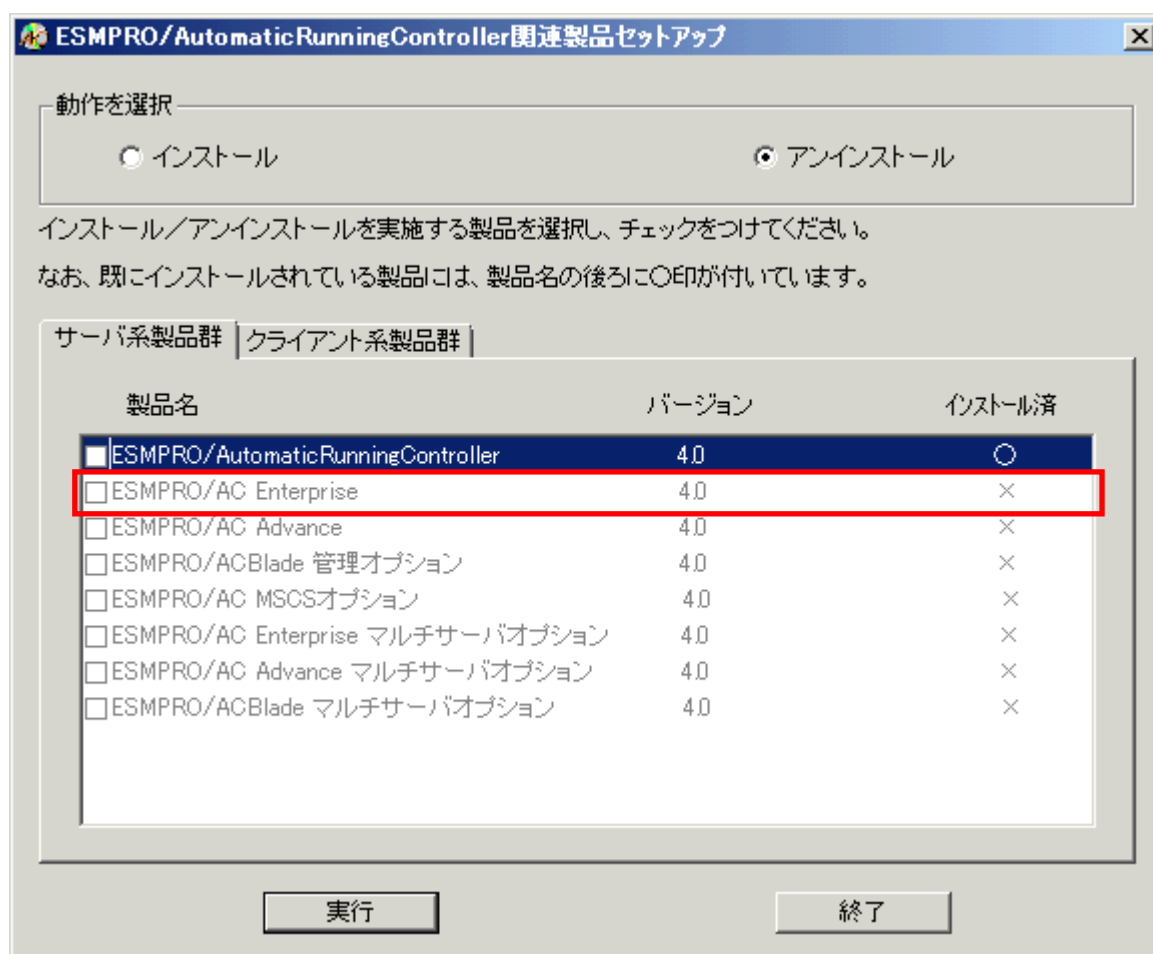 ESMPRO/AutomaticRunningController関連製品セットアップ
動作を選択
インストール アンインストール
インストール／アンインストールを実施する製品を選択し、チェックをつけてください。
なお、既にインストールされている製品には、製品名の後ろに〇印が付いています。
サーバ系製品群 クライアント系製品群
製品名 バージョン インストール済
ESMPRO/AutomaticRunningController 4.0 ○
ESMPRO/AC Enterprise 4.0 ×
ESMPRO/AC Advance 4.0 ×
ESMPRO/ACBlade 管理オプション 4.0 ×
ESMPRO/AC MSCSオプション 4.0 ×
ESMPRO/AC Enterprise マルチサーバオプション 4.0 ×
ESMPRO/AC Advance マルチサーバオプション 4.0 ×
ESMPRO/ACBlade マルチサーバオプション 4.0 ×
実行 終了